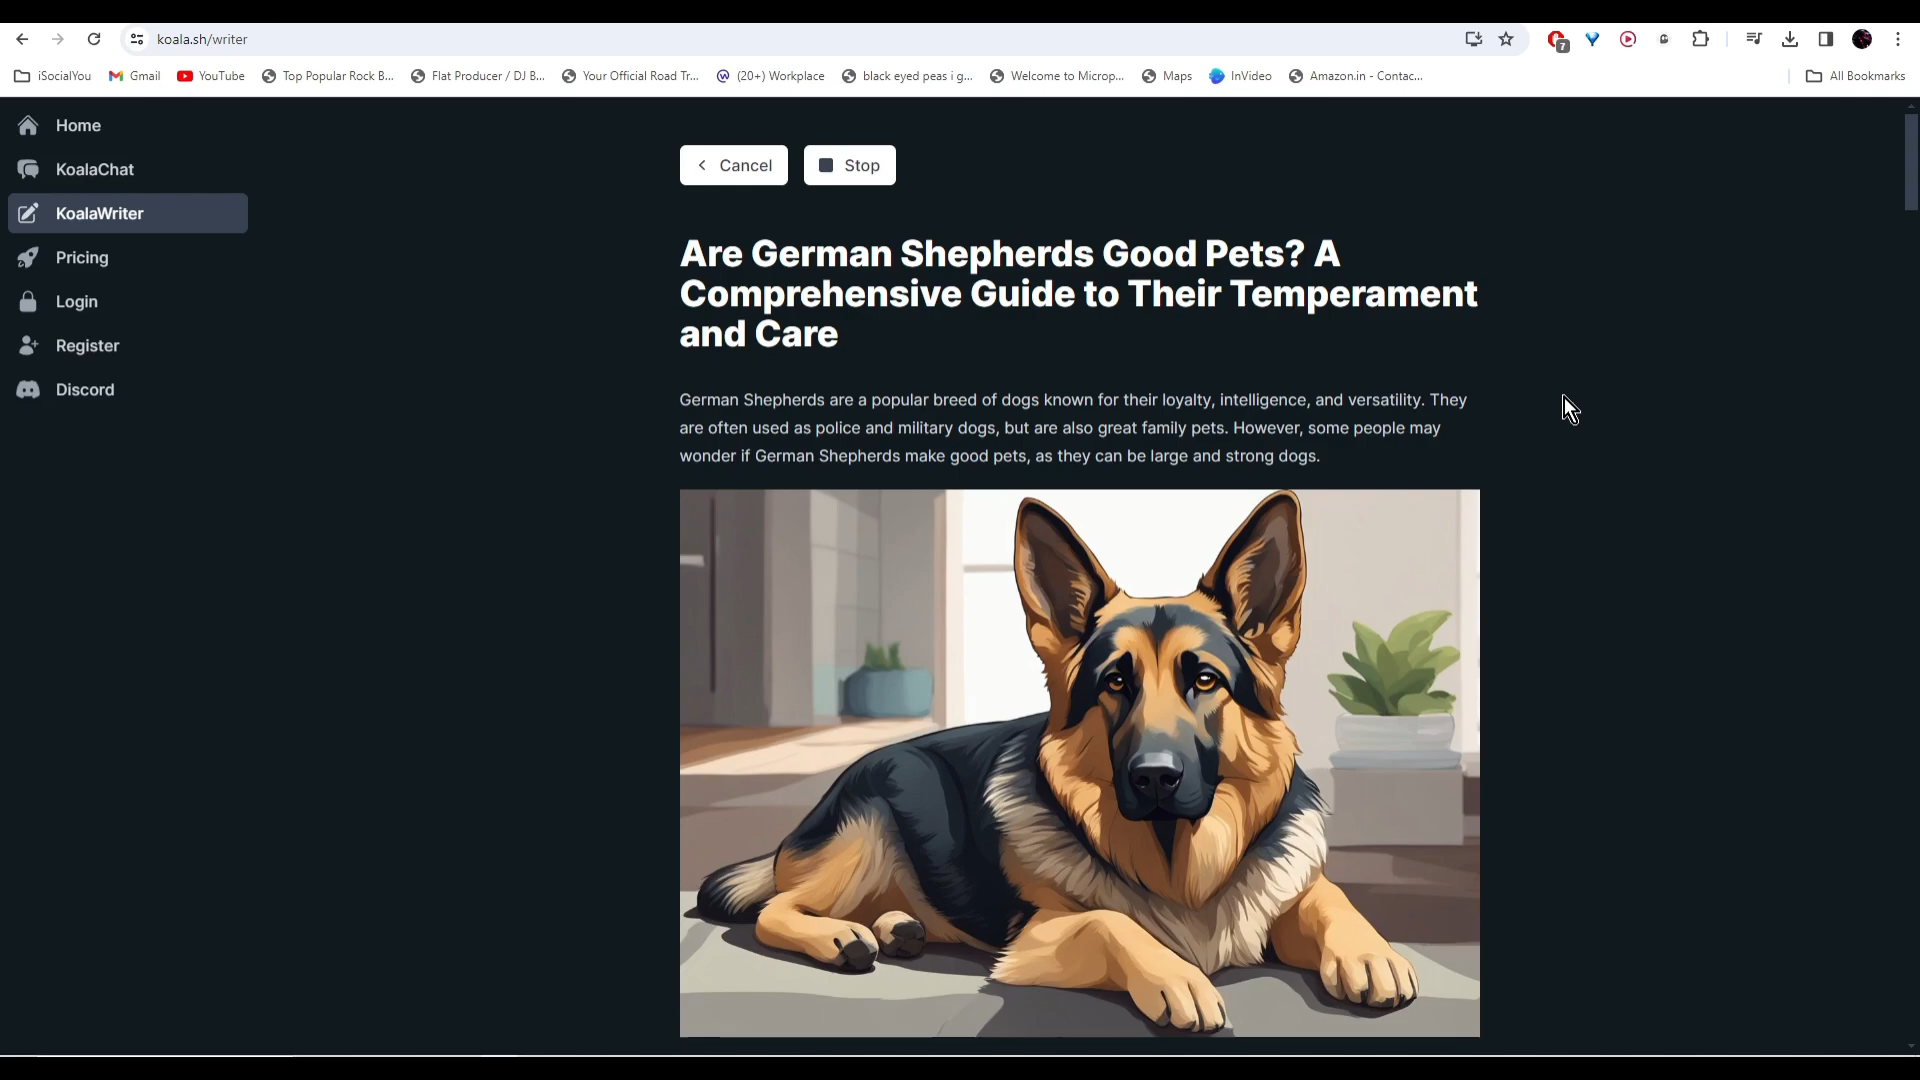 koala.sh/writer
7
iSocialYou
Gmail
YouTube
Top Popular Rock B...
Flat Producer / DJ B...
Your Official Road Tr...
(20+) Workplace
black eyed peas i g...
Welcome to Microp...
Maps
InVideo
Amazon.in - Contac...
All Bookmarks
Home
KoalaChat
KoalaWriter
Pricing
Login
Register
Discord
Cancel
Stop
Are German Shepherds Good Pets? A
Comprehensive Guide to Their Temperament
and Care
German Shepherds are a popular breed of dogs known for their loyalty, intelligence, and versatility. They
are often used as police and military dogs, but are also great family pets. However, some people may
wonder if German Shepherds make good pets, as they can be large and strong dogs.